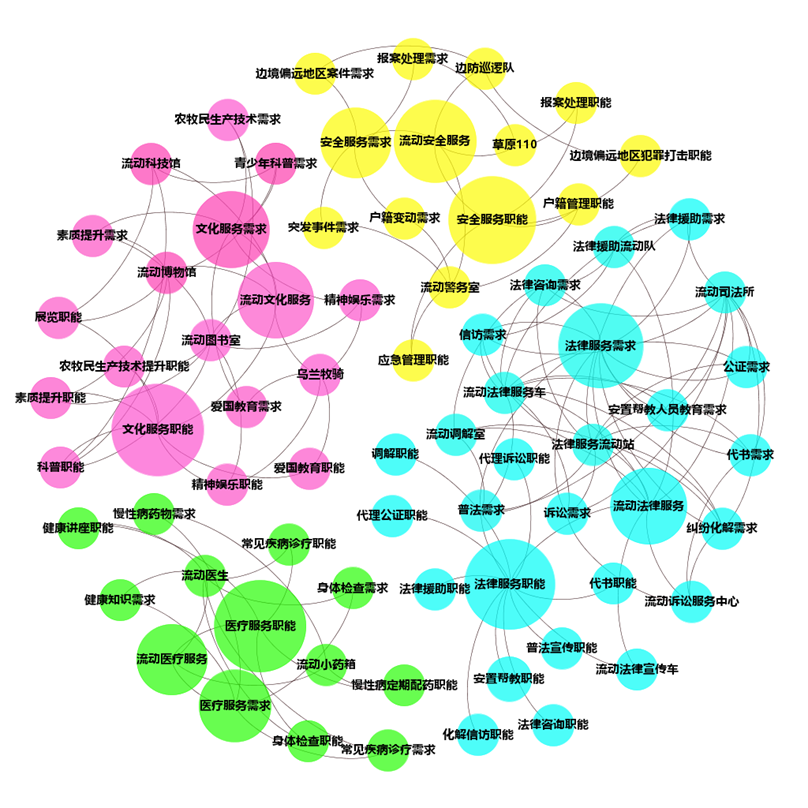 报案处理需求
边防巡逻队
边境偏远地区案件需求
报案处理职能
农牧民生产技术需求
安全服务需求
流动安全服务
草原110
边境偏远地区犯罪打击职能
流动科技馆
青少年科普需求
户籍管理职能
户籍变动需求
安全服务职能
法律援助需求
文化服务需求
突发事件需求
素质提升需求
法律援助流动队
流动博物馆
流动警务室
法律咨询需求
流动司法所
流动文化服务
精神娱乐需求
展览职能
信访需求
流动图书室
法律服务需求
应急管理职能
农牧民生产技术提升职能
公证需求
乌兰牧骑
流动法律服务车
素质提升职能
爱国教育需求
安置帮教人员教育需求
文化服务职能
流动调解室
法律服务流动站
调解职能
代理诉讼职能
代书需求
科普职能
爱国教育职能
精神娱乐职能
流动法律服务
普法需求
诉讼需求
慢性病药物需求
代理公证职能
健康讲座职能
纠纷化解需求
常见疾病诊疗职能
流动医生
法律服务职能
代书职能
身体检查需求
法律援助职能
健康知识需求
流动诉讼服务中心
医疗服务职能
普法宣传职能
流动医疗服务
流动小药箱
流动法律宣传车
安置帮教职能
慢性病定期配药职能
医疗服务需求
法律咨询职能
化解信访职能
身体检查职能
常见疾病诊疗需求